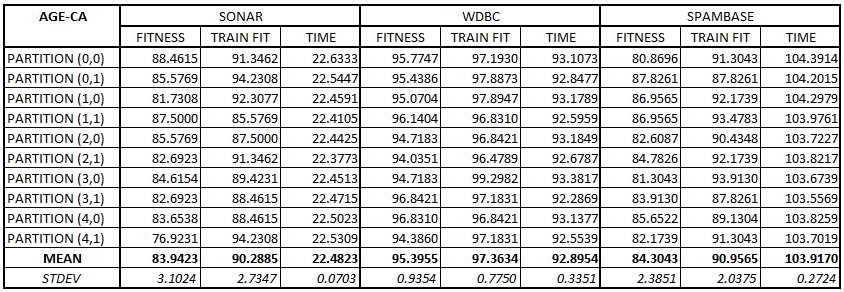 AGE-CA SONAR WDBC SPAMBASE
FITNESS TRAIN FIT TIME FITNESS TRAIN FIT TIME FITNESS TRAIN FIT TIME
PARTITION (0,0) 88.4615 91.3462 22.6333 95.7747 97.1930 93.1073 80.8696 91.3043 104.3914
PARTITION (0,1) 85.5769 94.2308 22.5447 95.4386 97.8873 92.8477 87.8261 87.8261 104.2015
PARTITION (1,0) 81.7308 92.3077 22.4591 95.0704 97.8947 93.1789 86.9565 92.1739 104.2979
PARTITION (1,1) 87.5000 85.5769 22.4105 96.1404 96.8310 92.5959 86.9565 93.4783 103.9761
PARTITION (2,0) 85.5769 87.5000 22.4425 94.7183 96.8421 93.1849 82.6087 90.4348 103.7227
PARTITION (2,1) 82.6923 91.3462 22.3773 94.0351 96.4789 92.6787 84.7826 92.1739 103.8217
PARTITION (3,0) 84.6154 89.4231 22.4513 94.7183 99.2982 93.3817 81.3043 93.9130 103.6739
PARTITION (3,1) 82.6923 88.4615 22.4715 96.8421 97.1831 92.2869 83.9130 87.8261 103.5569
PARTITION (4,0) 83.6538 88.4615 22.5023 96.8310 96.8421 93.1377 85.6522 89.1304 103.8259
PARTITION (4,1) 76.9231 94.2308 22.5309 94.3860 97.1831 92.5539 82.1739 91.3043 103.7019
MEAN 83.9423 90.2885 22.4823 95.3955 97.3634 92.8954 84.3043 90.9565 103.9170
STDEV 3.1024 2.7347 0.0703 0.9354 0.7750 0.3351 2.3851 2.0375 0.2724